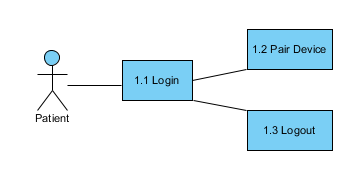 1.2 Pair Device
1.1 Login
Patient
1.3 Logout